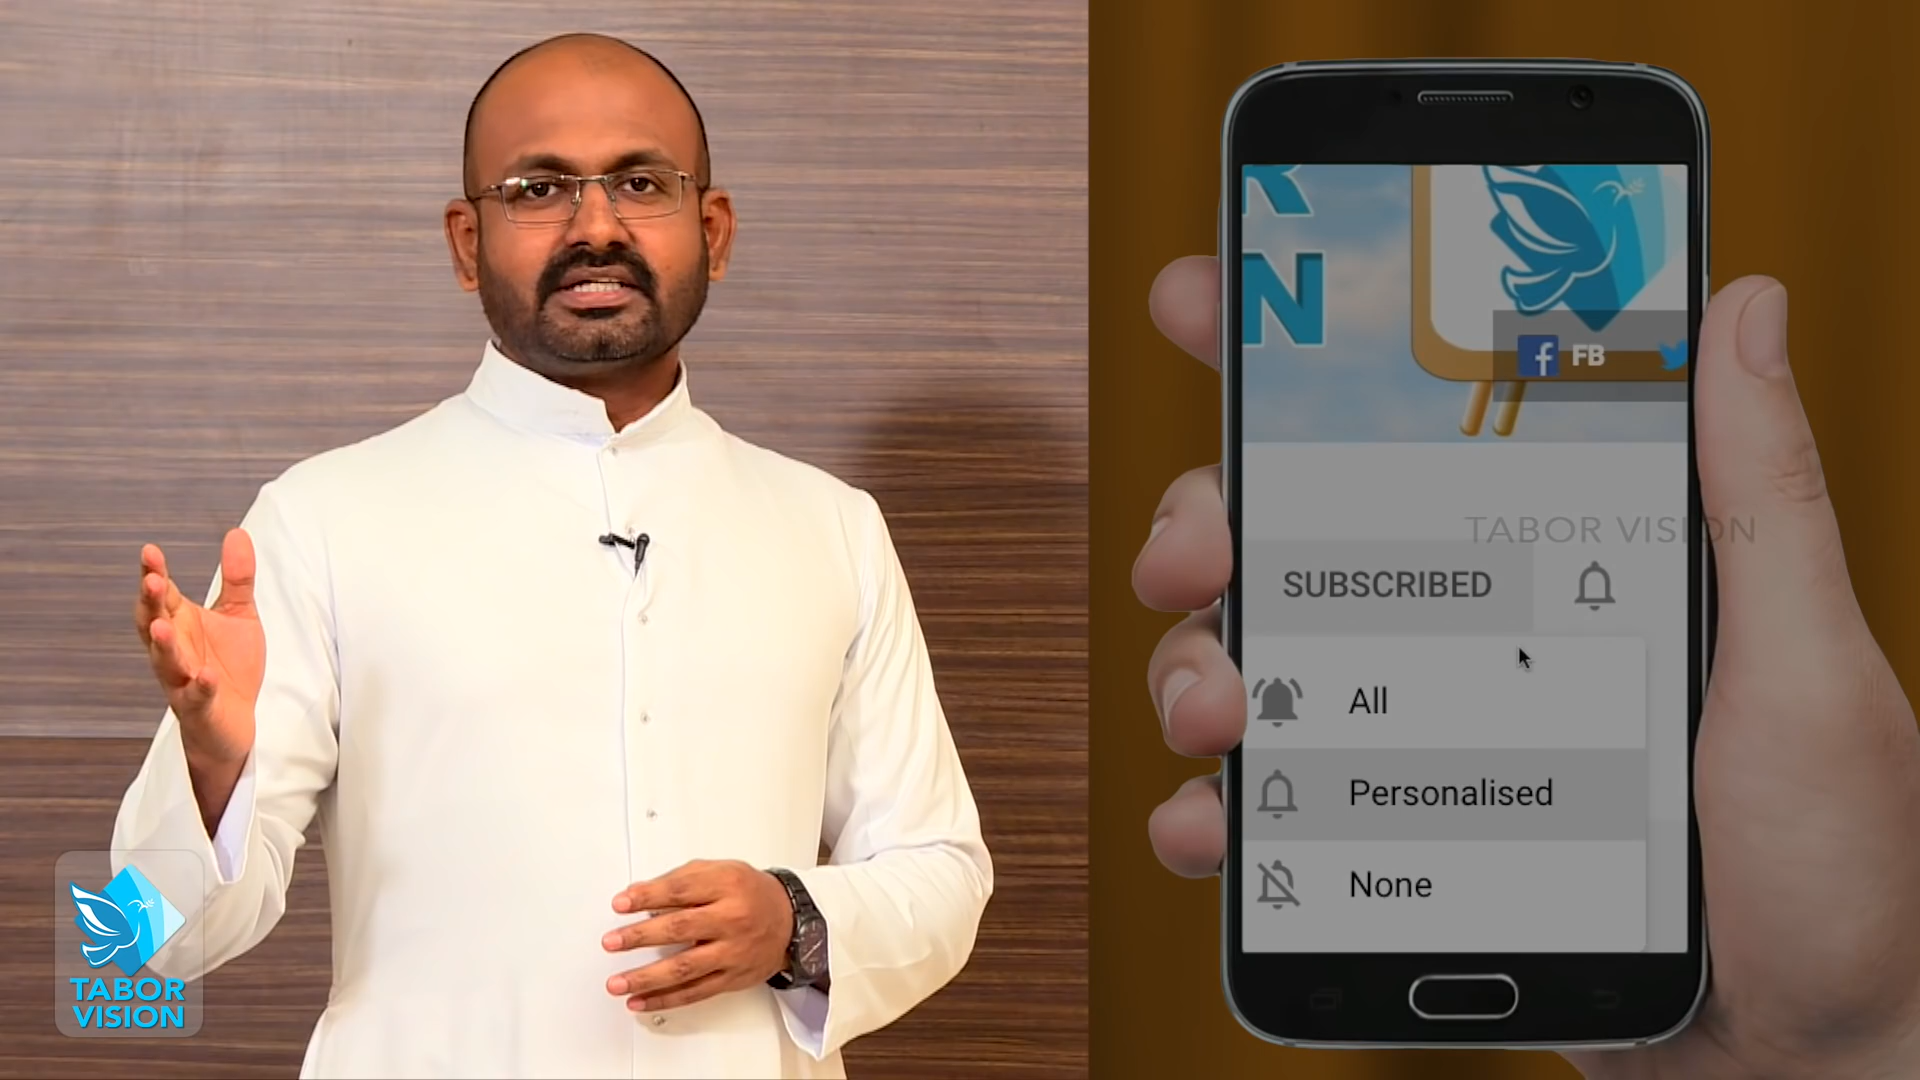 TABOR
VISION
R
N
FB
TABOR VISION
SUBSCRIBED
All
Personalised
None